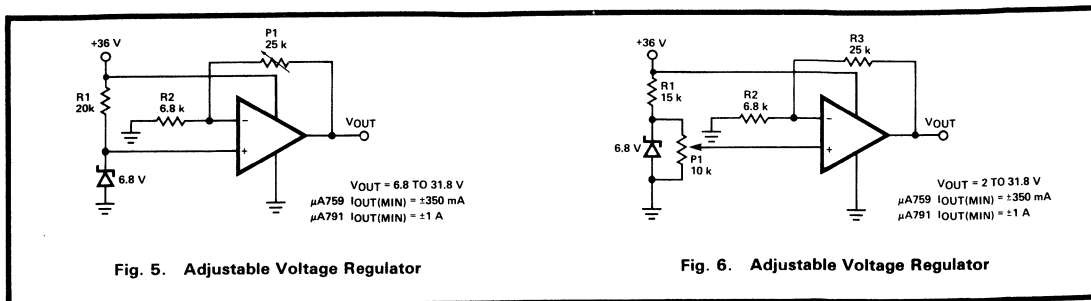 +36 V
P1
25 k
R1
20k
R2
6.8 k
−
+
VOUT
6.8 V
VOUT = 6.8 TO 31.8 V
µA759 IOUT(MIN) = ±350 mA
µA791 IOUT(MIN) = ±1 A
Fig. 5. Adjustable Voltage Regulator
+36 V
R3
25 k
R1
15 k
R2
6.8 k
−
+
VOUT
6.8 V
P1
10 k
VOUT = 2 TO 31.8 V
µA759 IOUT(MIN) = ±350 mA
µA791 IOUT(MIN) = ±1 A
Fig. 6. Adjustable Voltage Regulator